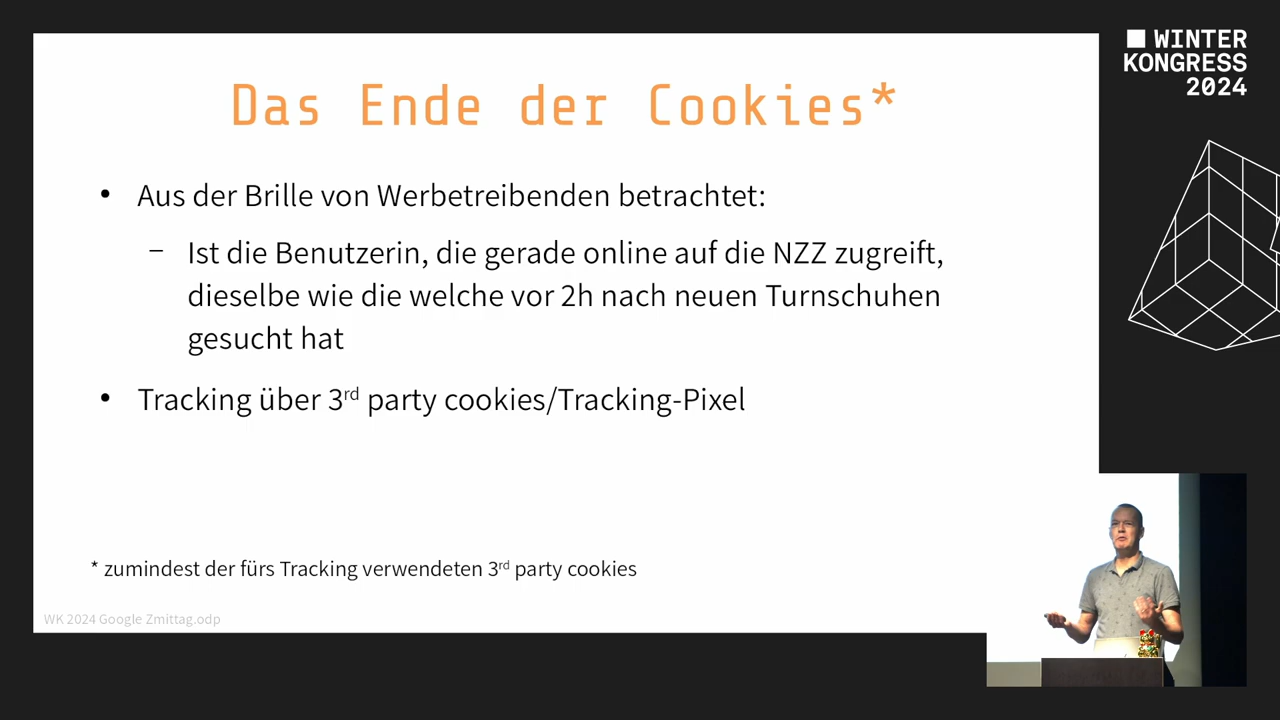 WINTER
KONGRESS
2024
Das Ende der Cookies*
• Aus der Brille von Werbetreibenden betrachtet:
– Ist die Benutzerin, die gerade online auf die NZZ zugreift,
dieselbe wie die welche vor 2h nach neuen Turnschuhen
gesucht hat
• Tracking über 3rd party cookies/Tracking-Pixel
* zumindest der fürs Tracking verwendeten 3rd party cookies
WK 2024 Google Zmittag.odp